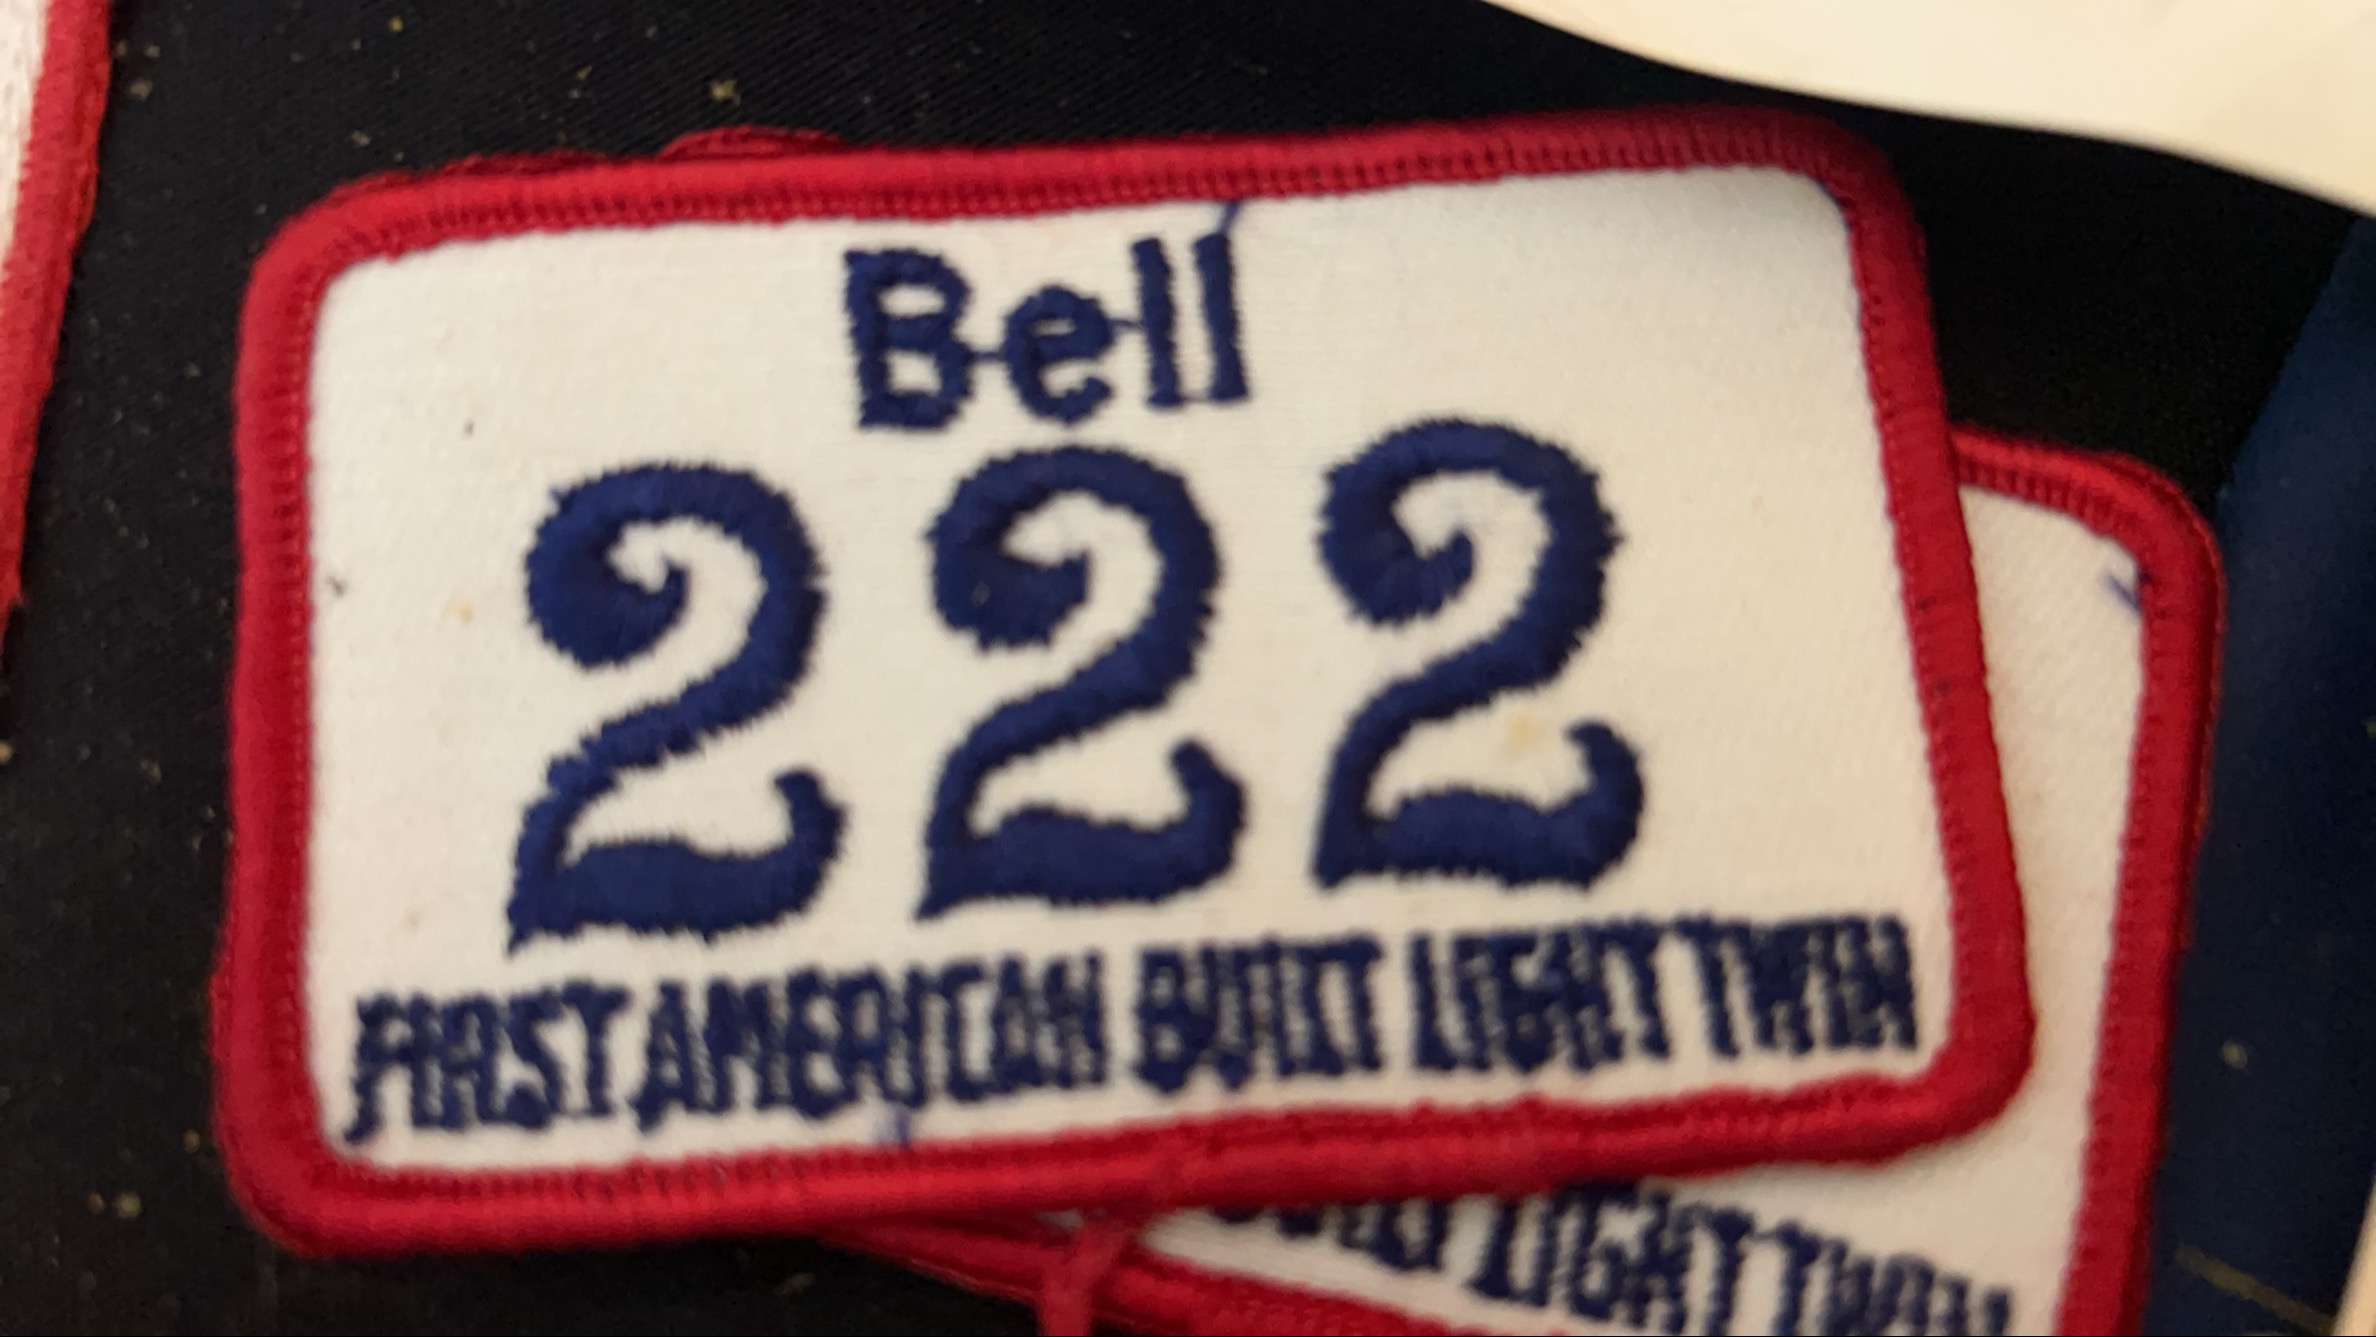 Bell
222
FIRST AMERICAN BUILT LIGHT TWIN
LIGHT TWIN